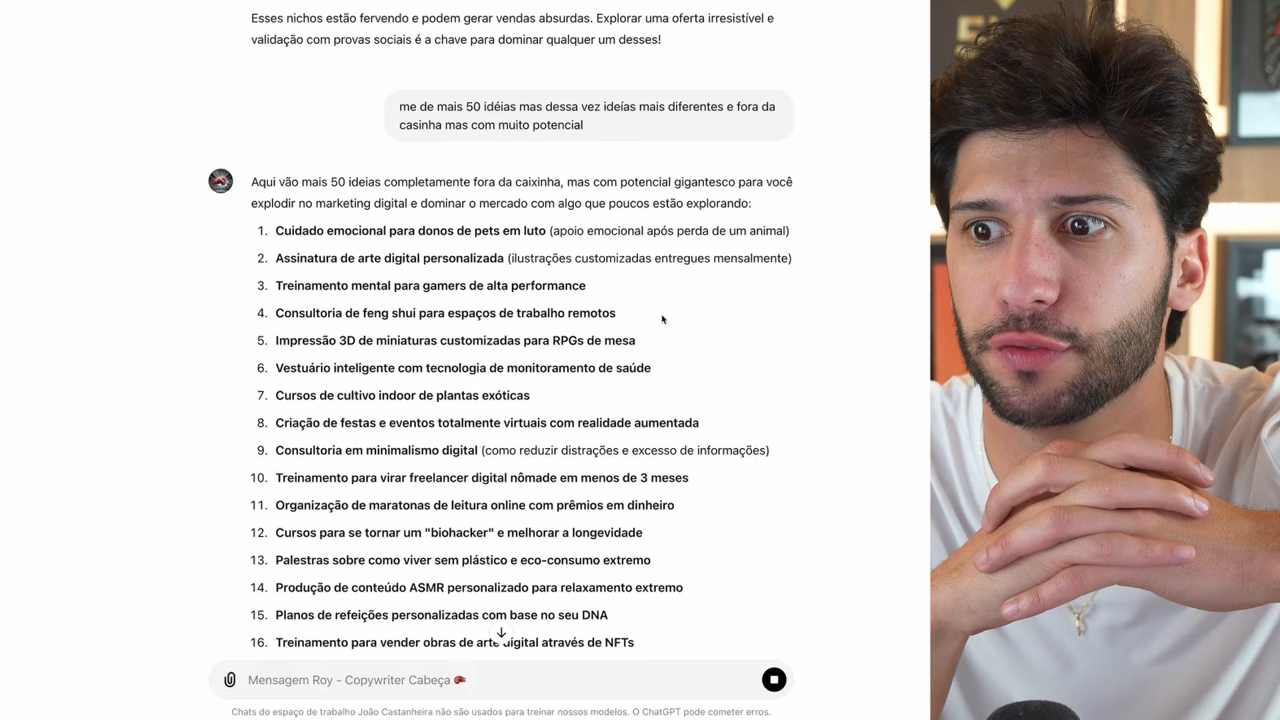 Esses nichos estão fervendo e podem gerar vendas absurdas. Explorar uma oferta irresistível e
validação com provas sociais é a chave para dominar qualquer um desses!
me de mais 50 idéias mas dessa vez ideías mais diferentes e fora da
casinha mas com muito potencial
Aqui vão mais 50 ideias completamente fora da caixinha, mas com potencial gigantesco para você
explodir no marketing digital e dominar o mercado com algo que poucos estão explorando:
1. Cuidado emocional para donos de pets em luto (apoio emocional após perda de um animal)
2. Assinatura de arte digital personalizada (ilustrações customizadas entregues mensalmente)
3. Treinamento mental para gamers de alta performance
4. Consultoria de feng shui para espaços de trabalho remotos
5. Impressão 3D de miniaturas customizadas para RPGs de mesa
6. Vestuário inteligente com tecnologia de monitoramento de saúde
7. Cursos de cultivo indoor de plantas exóticas
8. Criação de festas e eventos totalmente virtuais com realidade aumentada
9. Consultoria em minimalismo digital (como reduzir distrações e excesso de informações)
10. Treinamento para virar freelancer digital nômade em menos de 3 meses
11. Organização de maratonas de leitura online com prêmios em dinheiro
12. Cursos para se tornar um "biohacker" e melhorar a longevidade
13. Palestras sobre como viver sem plástico e eco-consumo extremo
14. Produção de conteúdo ASMR personalizado para relaxamento extremo
15. Planos de refeições personalizadas com base no seu DNA
16. Treinamento para vender obras de arte digital através de NFTs
Mensagem Roy - Copywriter Cabeça 🥊
Chats do espaço de trabalho João Castanheira não são usados para treinar nossos modelos. O ChatGPT pode cometer erros.